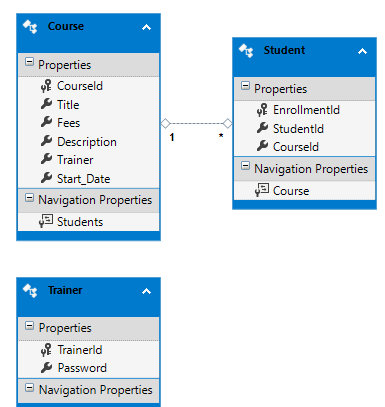 Course
Properties
CourseId
Title
Fees
Description
Trainer
Start_Date
Navigation Properties
Students
1
*
Student
Properties
EnrollmentId
StudentId
CourseId
Navigation Properties
Course
Trainer
Properties
TrainerId
Password
Navigation Properties